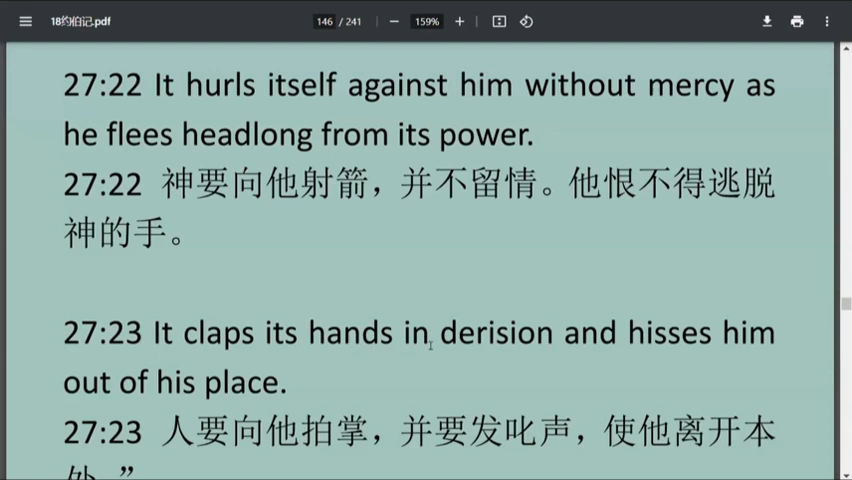 18约伯记.pdf
146 / 241
159%
27:22 It hurls itself against him without mercy as
he flees headlong from its power.
27:22 神要向他射箭，并不留情。他恨不得逃脱
神的手。
27:23 It claps its hands in derision and hisses him
out of his place.
27:23 人要向他拍掌，并要发叱声，使他离开本
处。”